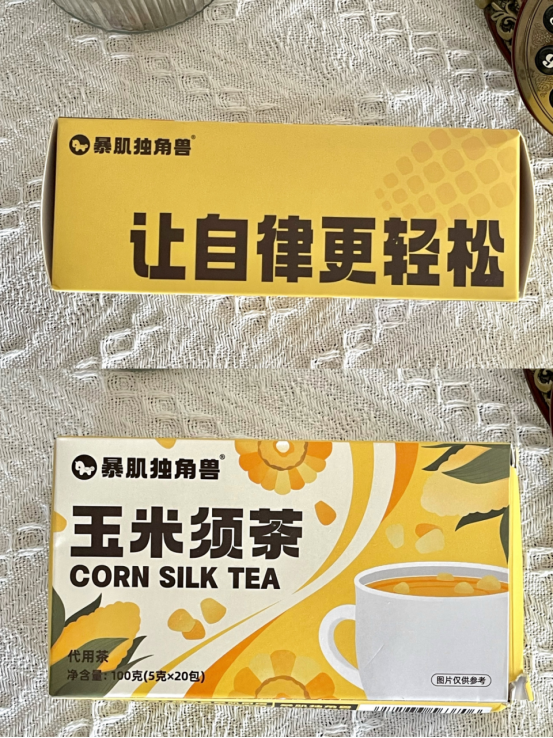 暴肌独角兽®
让自律更轻松
暴肌独角兽®
玉米须茶
CORN SILK TEA
代用茶
净含量: 100克(5克×20包)
图片仅供参考